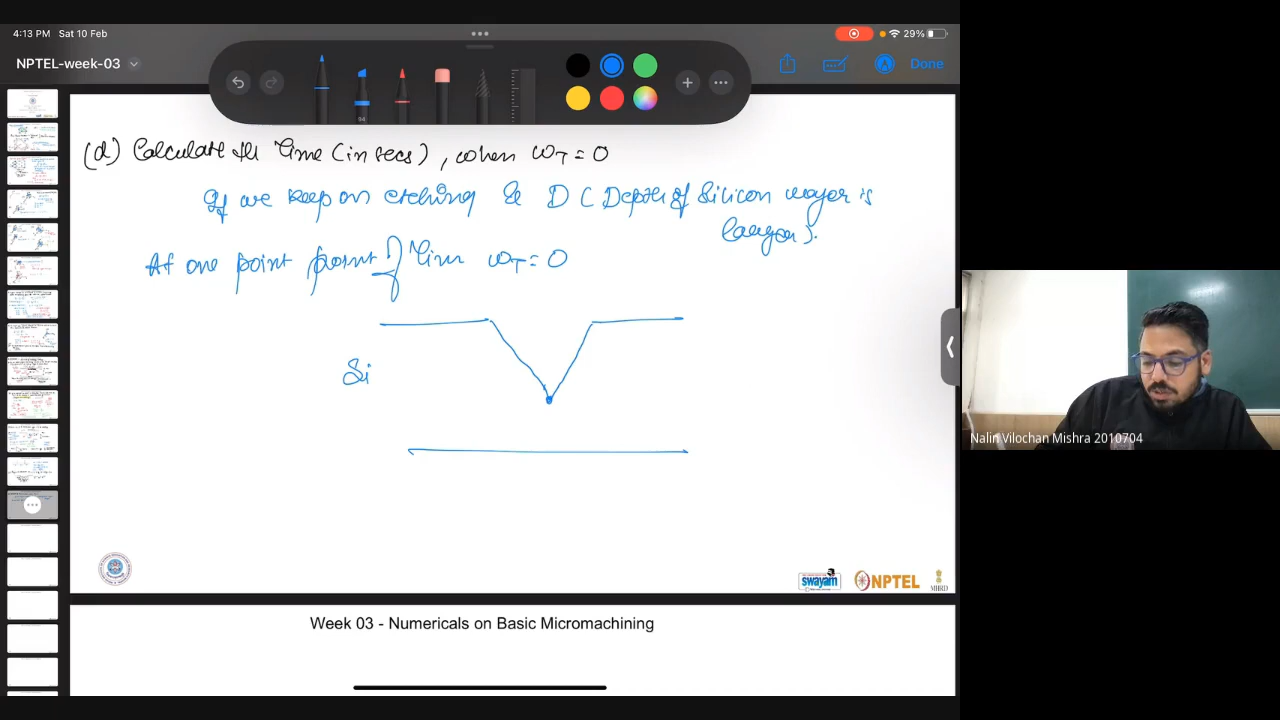 4:13 PM Sat 10 Feb
29%
NPTEL-week-03
Done
(d) Calculate the time (in secs), when WT = 0
If we keep on etching & D (Depth of Silicon wafer is
larger).
At one point point of time WT = 0
Si
swayam
NPTEL
MHRD
Week 03 - Numericals on Basic Micromachining
Nalin Vilochan Mishra 2010704